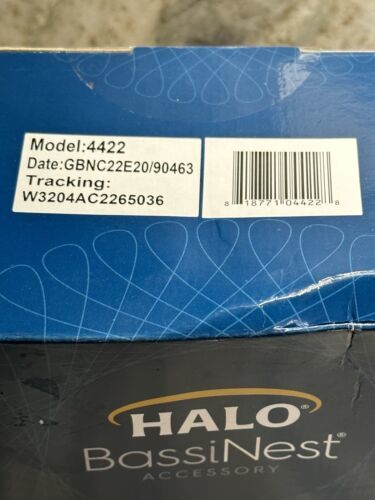 Model:4422
Date:GBNC22E20/90463
Tracking:
W3204AC2265036
8 18771 04422 8
HALO®
BassiNest®
ACCESSORY